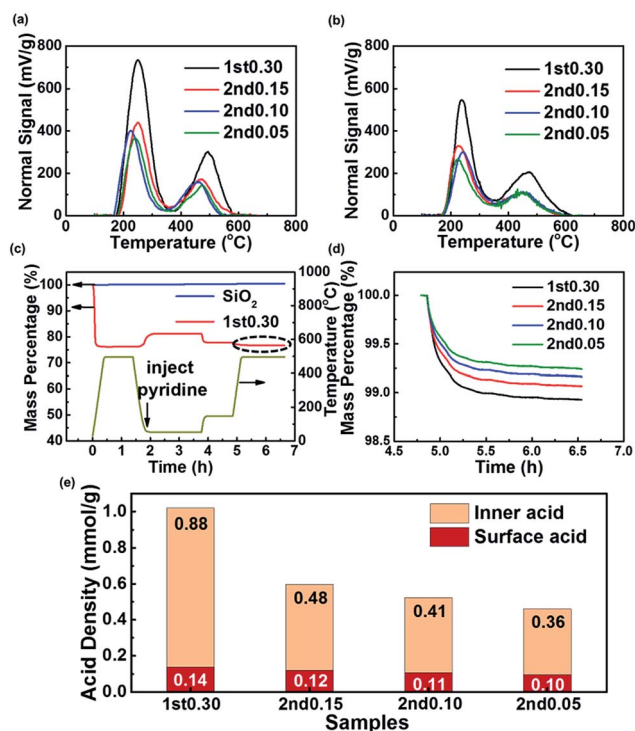 (a)
800
600
400
200
0
Normal Signal (mV/g)
1st0.30
2nd0.15
2nd0.10
2nd0.05
0 200 400 600 800
Temperature (°C)
(b)
800
600
400
200
0
Normal Signal (mV/g)
1st0.30
2nd0.15
2nd0.10
2nd0.05
0 200 400 600 800
Temperature (°C)
(c)
100
90
80
70
60
50
40
Mass Percentage (%)
SiO₂
1st0.30
inject
pyridine
1000
900
800
700
600
500
400
300
200
100
0
Temperature (°C)
0 1 2 3 4 5 6 7
Time (h)
(d)
100.0
99.5
99.0
98.5
Mass Percentage (%)
1st0.30
2nd0.15
2nd0.10
2nd0.05
4.5 5.0 5.5 6.0 6.5 7.0
Time (h)
(e)
1.0
0.8
0.6
0.4
0.2
0.0
Acid Density (mmol/g)
Inner acid
Surface acid
0.88
0.48
0.41
0.36
0.14
0.12
0.11
0.10
1st0.30 2nd0.15 2nd0.10 2nd0.05
Samples